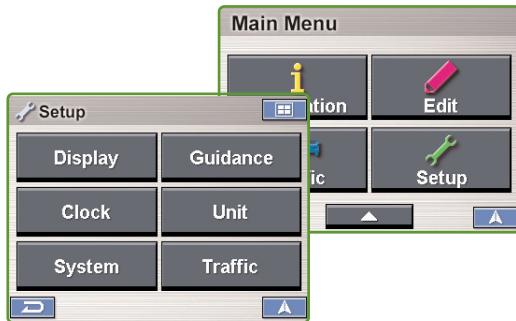 Main Menu
Edit
Setup
Setup
Display Guidance
Clock Unit
System Traffic